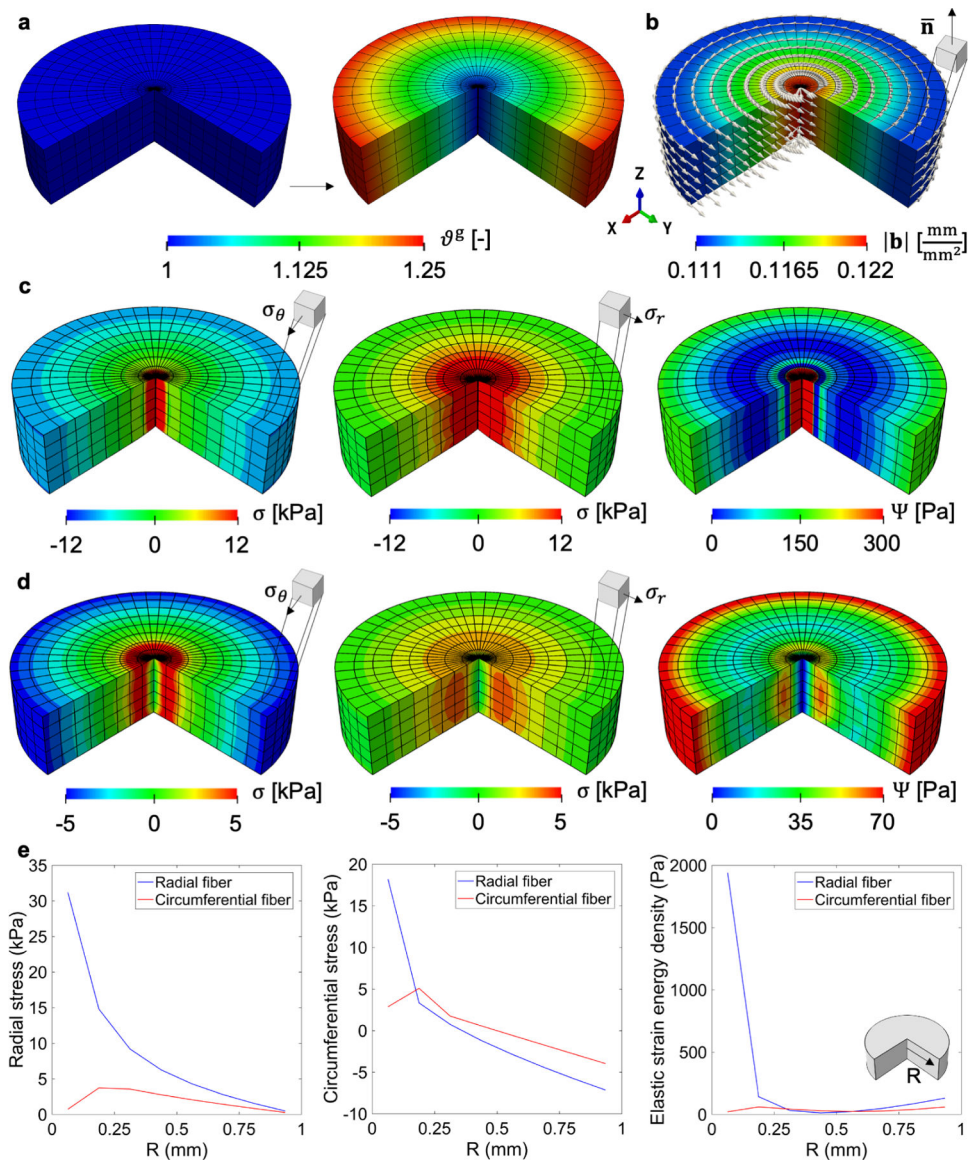 a
b
n̄
Z
X
Y
ϑᵍ [-]
1
1.125
1.25
|b| [mm/mm²]
0.111
0.1165
0.122
c
σθ
σr
σ [kPa]
-12
0
12
σ [kPa]
-12
0
12
Ψ [Pa]
0
150
300
d
σθ
σr
σ [kPa]
-5
0
5
σ [kPa]
-5
0
5
Ψ [Pa]
0
35
70
e
Radial stress (kPa)
35
30
25
20
15
10
5
0
0
0.25
0.5
0.75
1
R (mm)
Radial fiber
Circumferential fiber
Circumferential stress (kPa)
20
15
10
5
0
-5
-10
0
0.25
0.5
0.75
1
R (mm)
Radial fiber
Circumferential fiber
Elastic strain energy density (Pa)
2000
1500
1000
500
0
0
0.25
0.5
0.75
1
R (mm)
Radial fiber
Circumferential fiber
R